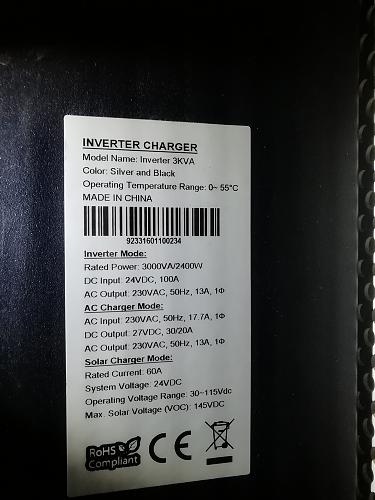 INVERTER CHARGER
Model Name: Inverter 3KVA
Color: Silver and Black
Operating Temperature Range: 0~ 55°C
MADE IN CHINA
92331601100234
Inverter Mode:
Rated Power: 3000VA/2400W
DC Input: 24VDC, 100A
AC Output: 230VAC, 50Hz, 13A, 1Φ
AC Charger Mode:
AC Input: 230VAC, 50Hz, 17.7A, 1Φ
DC Output: 27VDC, 30/20A
AC Output: 230VAC, 50Hz, 13A, 1Φ
Solar Charger Mode:
Rated Current: 60A
System Voltage: 24VDC
Operating Voltage Range: 30~115Vdc
Max. Solar Voltage (VOC): 145VDC
RoHS
Compliant
CE